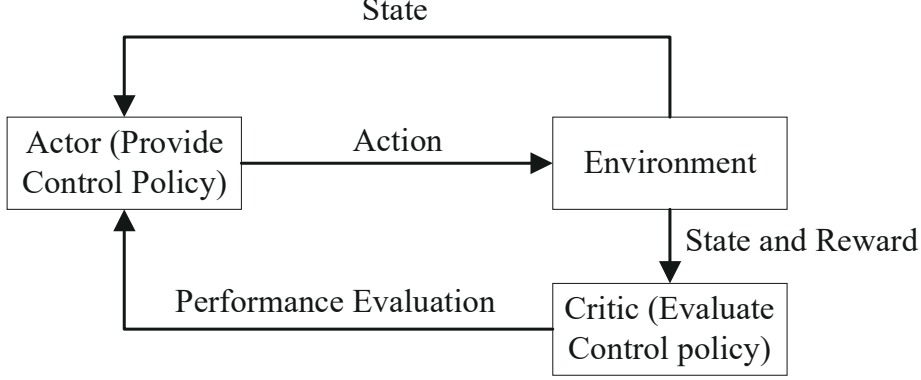 State
Actor (Provide
Control Policy)
Action
Environment
State and Reward
Performance Evaluation
Critic (Evaluate
Control policy)